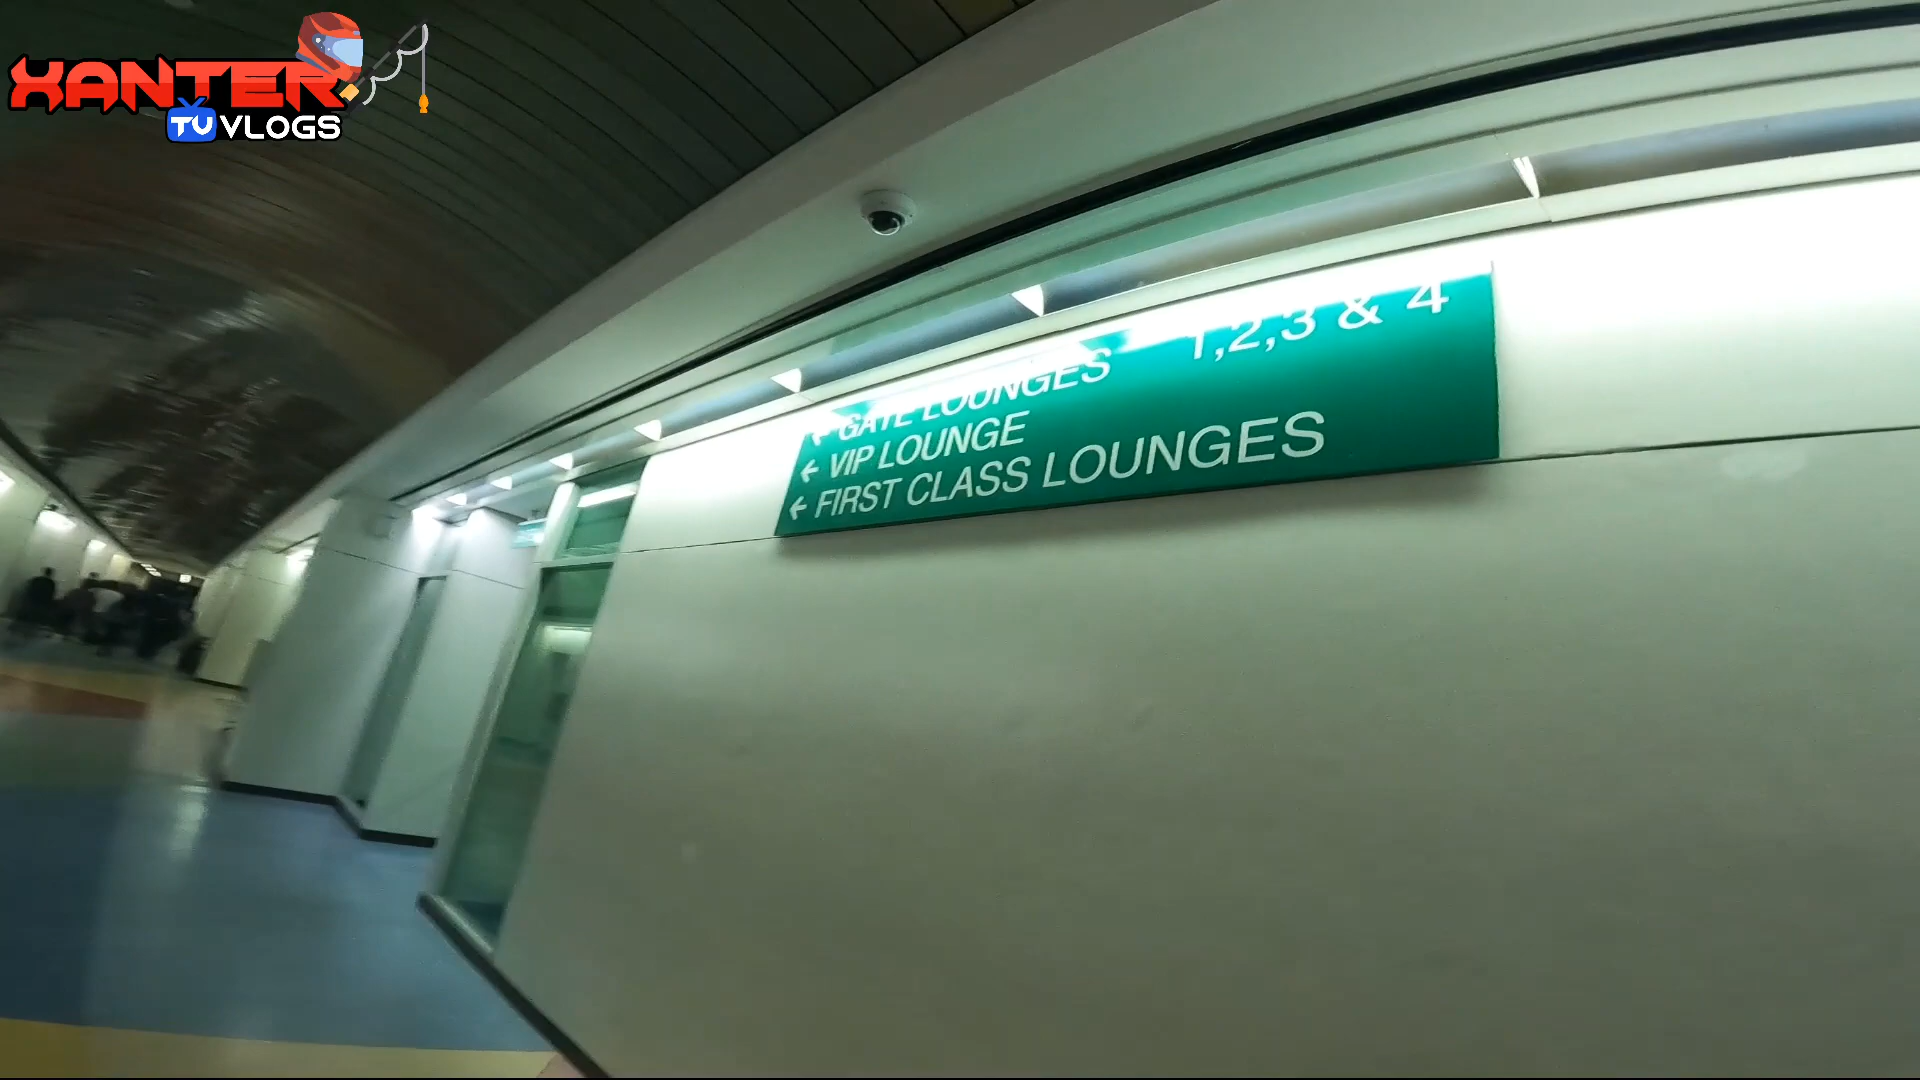 XANTER
TV VLOGS
← GATE LOUNGES 1,2,3 & 4
← VIP LOUNGE
← FIRST CLASS LOUNGES